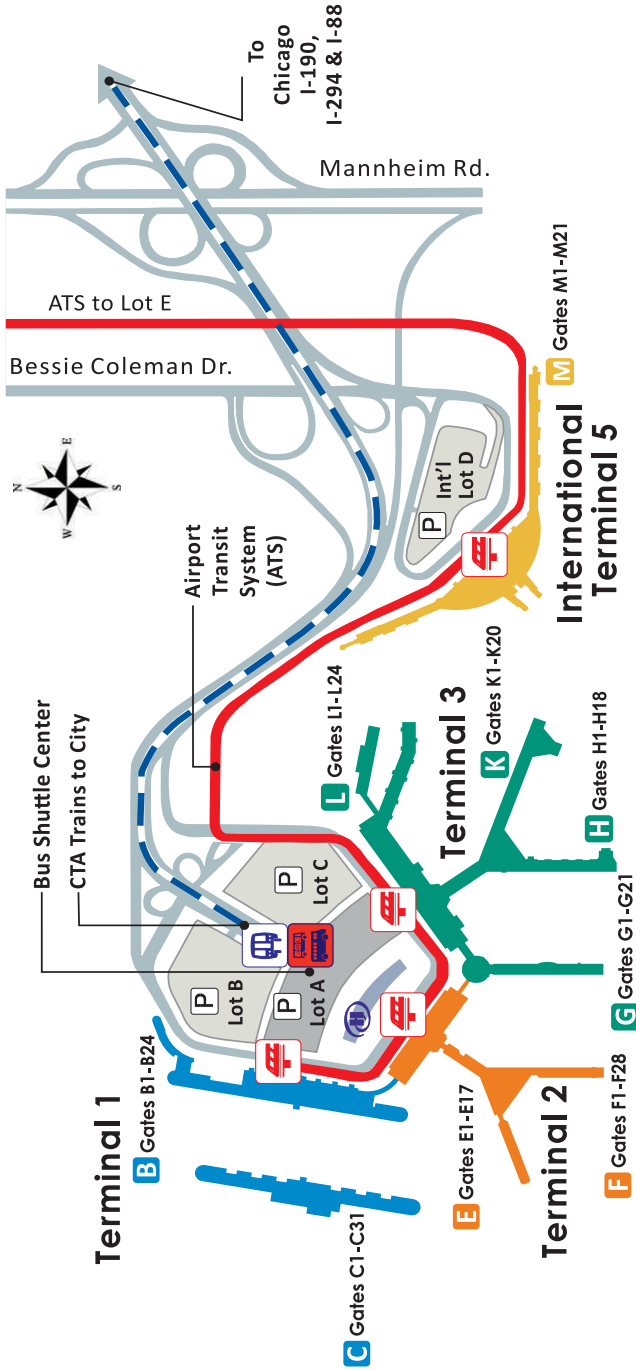 Terminal 1
B Gates B1-B24
C Gates C1-C31
Bus Shuttle Center
CTA Trains to City
Airport
Transit
System
(ATS)
N
E
S
W
Bessie Coleman Dr.
ATS to Lot E
Mannheim Rd.
To
Chicago
I-190,
I-294 & I-88
P
Lot B
P
Lot A
P
Lot C
H
P
Int'l
Lot D
E Gates E1-E17
Terminal 2
F Gates F1-F28
L Gates L1-L24
Terminal 3
K Gates K1-K20
H Gates H1-H18
G Gates G1-G21
International
Terminal 5
M Gates M1-M21